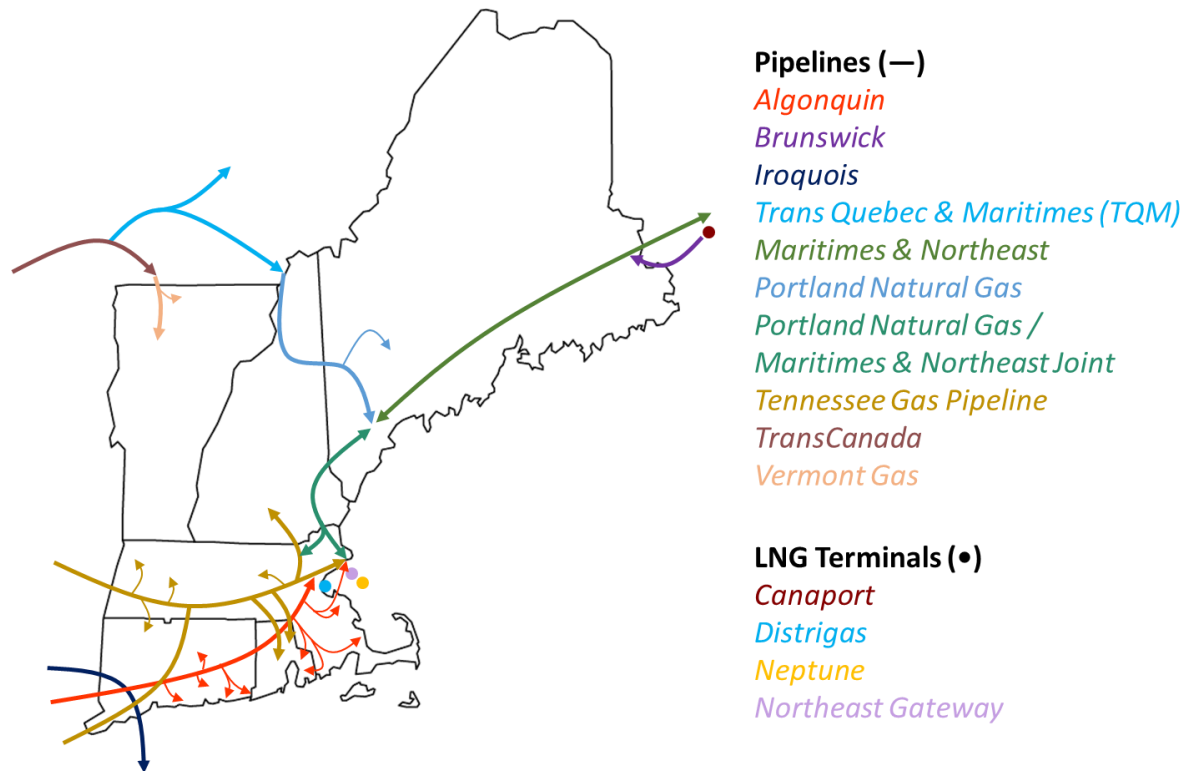 Pipelines (—)
Algonquin
Brunswick
Iroquois
Trans Quebec & Maritimes (TQM)
Maritimes & Northeast
Portland Natural Gas
Portland Natural Gas /
Maritimes & Northeast Joint
Tennessee Gas Pipeline
TransCanada
Vermont Gas
LNG Terminals (•)
Canaport
Distrigas
Neptune
Northeast Gateway